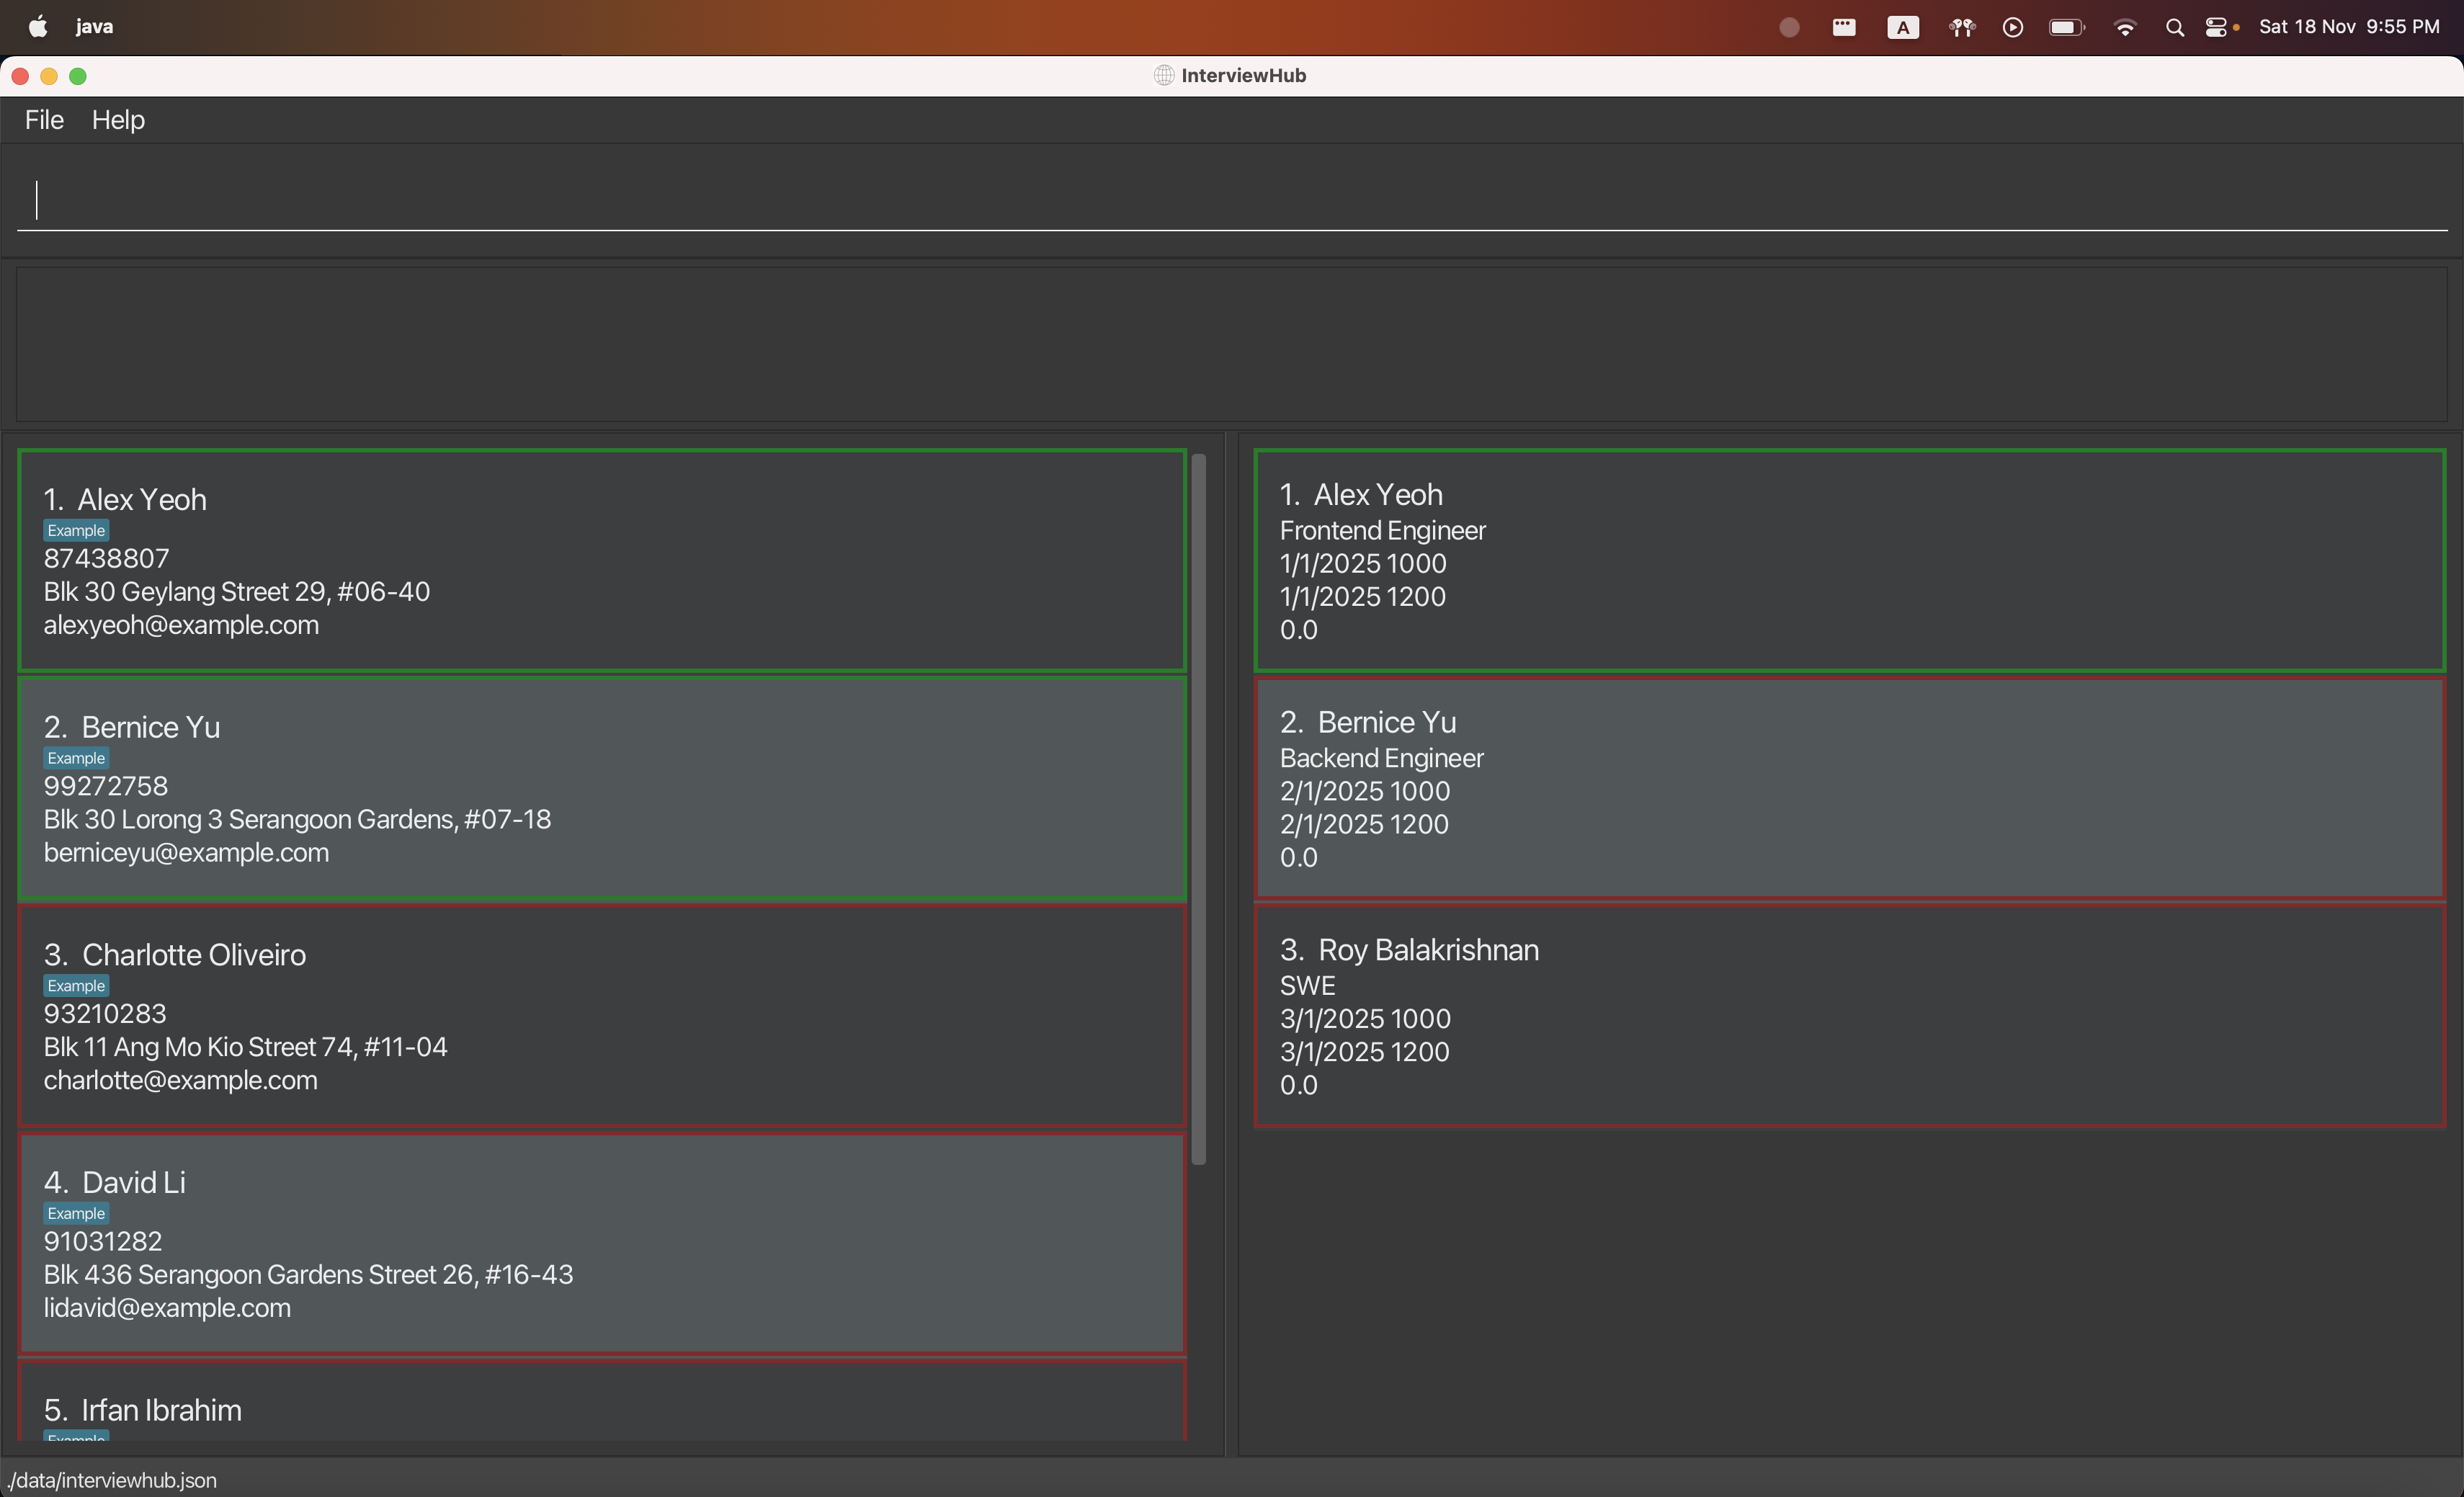 java
A
Sat 18 Nov 9:55 PM
InterviewHub
File Help
1. Alex Yeoh
Example
87438807
Blk 30 Geylang Street 29, #06-40
alexyeoh@example.com
2. Bernice Yu
Example
99272758
Blk 30 Lorong 3 Serangoon Gardens, #07-18
berniceyu@example.com
3. Charlotte Oliveiro
Example
93210283
Blk 11 Ang Mo Kio Street 74, #11-04
charlotte@example.com
4. David Li
Example
91031282
Blk 436 Serangoon Gardens Street 26, #16-43
lidavid@example.com
5. Irfan Ibrahim
Example
1. Alex Yeoh
Frontend Engineer
1/1/2025 1000
1/1/2025 1200
0.0
2. Bernice Yu
Backend Engineer
2/1/2025 1000
2/1/2025 1200
0.0
3. Roy Balakrishnan
SWE
3/1/2025 1000
3/1/2025 1200
0.0
./data/interviewhub.json